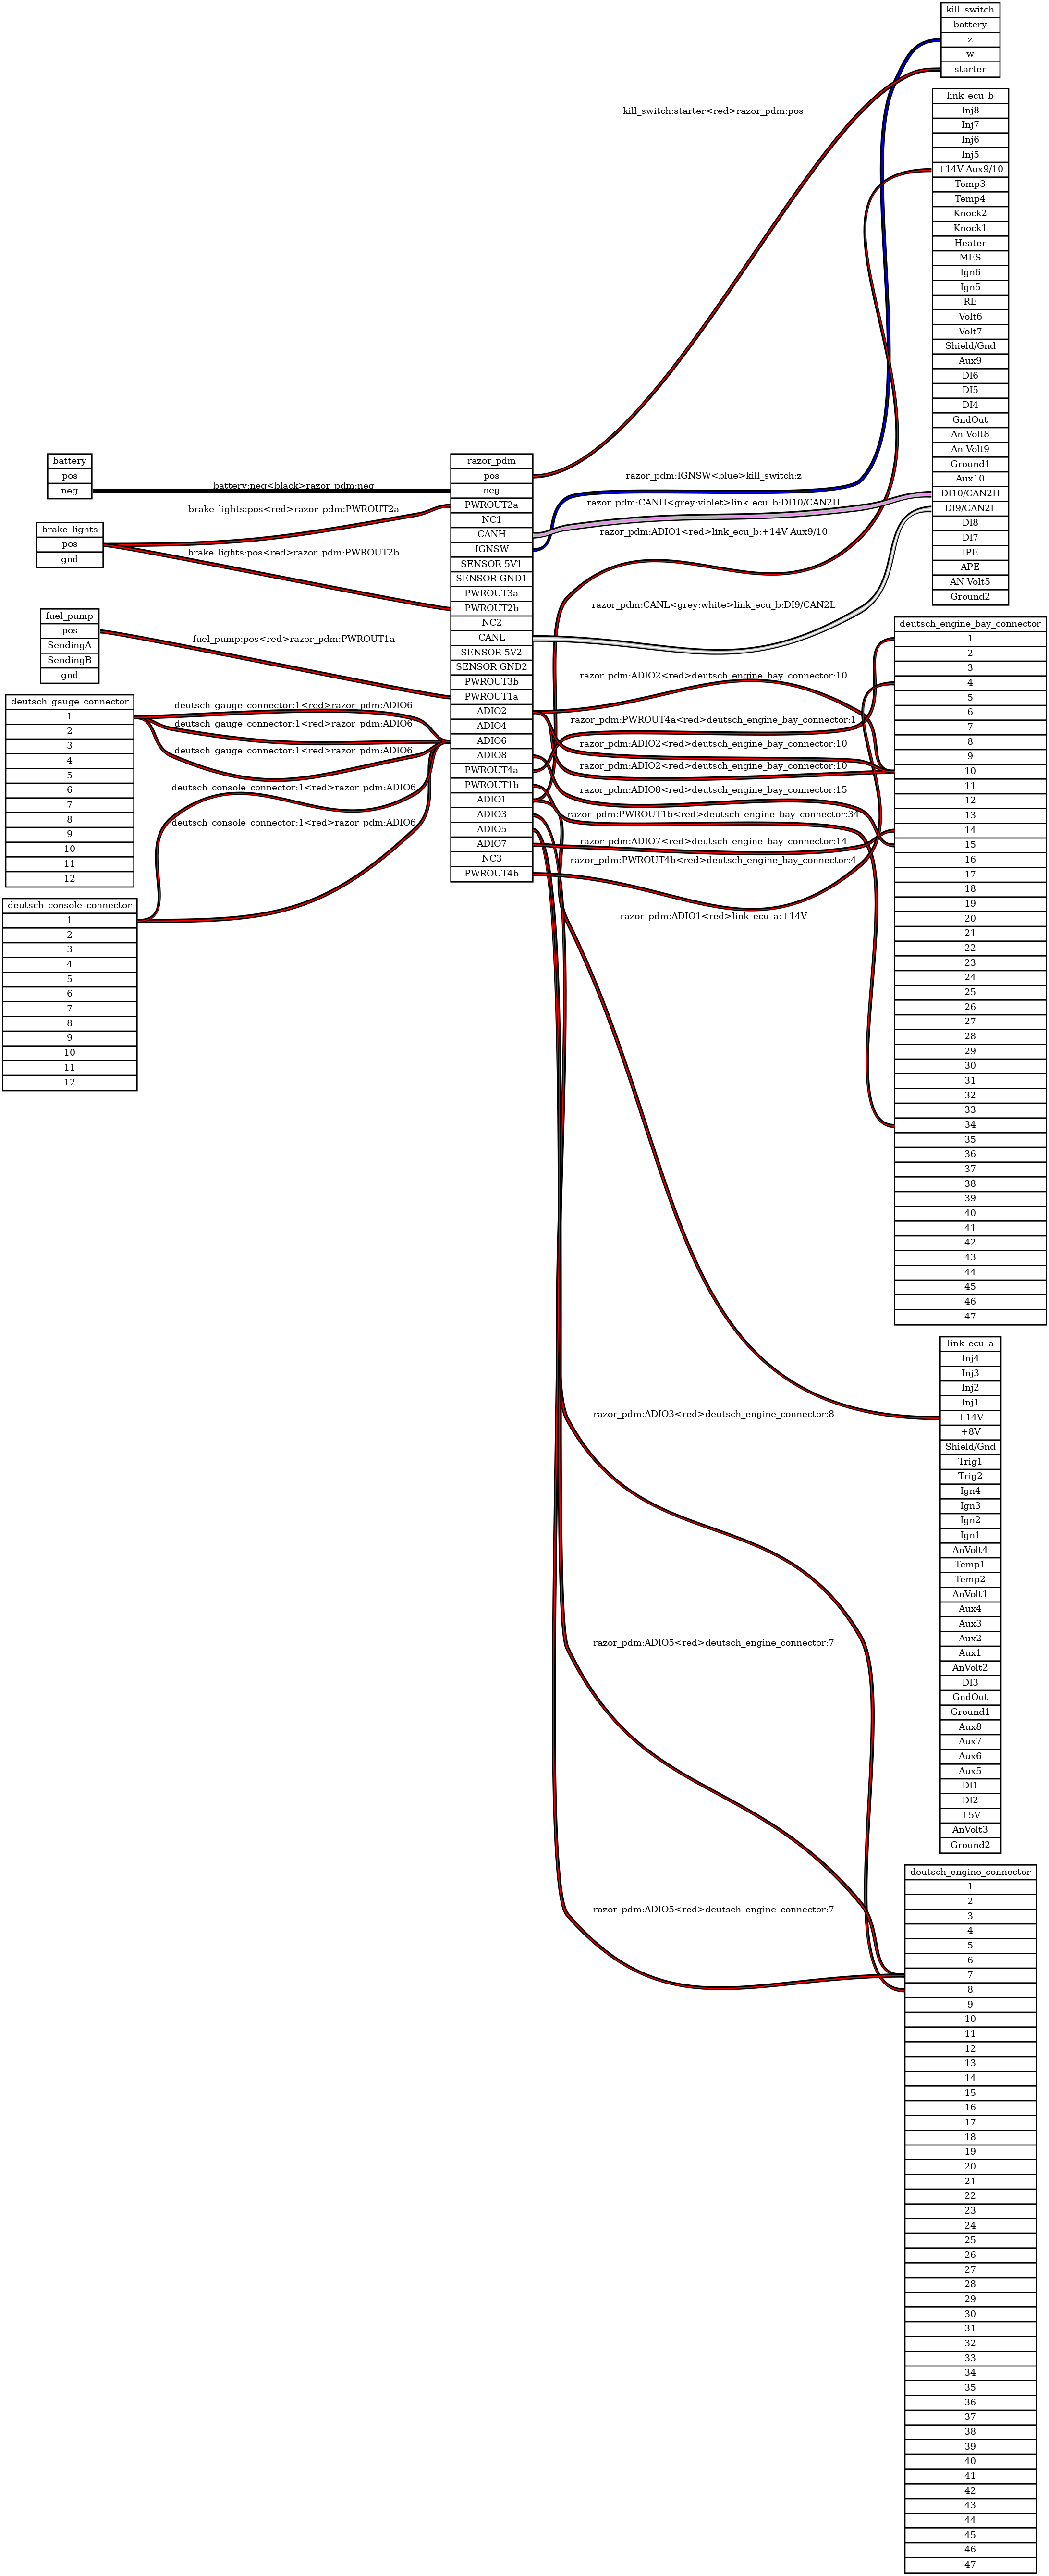 battery
pos
neg
brake_lights
pos
gnd
fuel_pump
pos
SendingA
SendingB
gnd
deutsch_gauge_connector
1
2
3
4
5
6
7
8
9
10
11
12
deutsch_console_connector
1
2
3
4
5
6
7
8
9
10
11
12
battery:neg<black>razor_pdm:neg
brake_lights:pos<red>razor_pdm:PWROUT2a
brake_lights:pos<red>razor_pdm:PWROUT2b
fuel_pump:pos<red>razor_pdm:PWROUT1a
deutsch_gauge_connector:1<red>razor_pdm:ADIO6
deutsch_gauge_connector:1<red>razor_pdm:ADIO6
deutsch_gauge_connector:1<red>razor_pdm:ADIO6
deutsch_console_connector:1<red>razor_pdm:ADIO6
deutsch_console_connector:1<red>razor_pdm:ADIO6
razor_pdm
pos
neg
PWROUT2a
NC1
CANH
IGNSW
SENSOR 5V1
SENSOR GND1
PWROUT3a
PWROUT2b
NC2
CANL
SENSOR 5V2
SENSOR GND2
PWROUT3b
PWROUT1a
ADIO2
ADIO4
ADIO6
ADIO8
PWROUT4a
PWROUT1b
ADIO1
ADIO3
ADIO5
ADIO7
NC3
PWROUT4b
kill_switch:starter<red>razor_pdm:pos
razor_pdm:IGNSW<blue>kill_switch:z
razor_pdm:CANH<grey:violet>link_ecu_b:DI10/CAN2H
razor_pdm:ADIO1<red>link_ecu_b:+14V Aux9/10
razor_pdm:CANL<grey:white>link_ecu_b:DI9/CAN2L
razor_pdm:ADIO2<red>deutsch_engine_bay_connector:10
razor_pdm:PWROUT4a<red>deutsch_engine_bay_connector:1
razor_pdm:ADIO2<red>deutsch_engine_bay_connector:10
razor_pdm:ADIO2<red>deutsch_engine_bay_connector:10
razor_pdm:ADIO8<red>deutsch_engine_bay_connector:15
razor_pdm:PWROUT1b<red>deutsch_engine_bay_connector:34
razor_pdm:ADIO7<red>deutsch_engine_bay_connector:14
razor_pdm:PWROUT4b<red>deutsch_engine_bay_connector:4
razor_pdm:ADIO1<red>link_ecu_a:+14V
razor_pdm:ADIO3<red>deutsch_engine_connector:8
razor_pdm:ADIO5<red>deutsch_engine_connector:7
razor_pdm:ADIO5<red>deutsch_engine_connector:7
kill_switch
battery
z
w
starter
link_ecu_b
Inj8
Inj7
Inj6
Inj5
+14V Aux9/10
Temp3
Temp4
Knock2
Knock1
Heater
MES
Ign6
Ign5
RE
Volt6
Volt7
Shield/Gnd
Aux9
DI6
DI5
DI4
GndOut
An Volt8
An Volt9
Ground1
Aux10
DI10/CAN2H
DI9/CAN2L
DI8
DI7
IPE
APE
AN Volt5
Ground2
deutsch_engine_bay_connector
1
2
3
4
5
6
7
8
9
10
11
12
13
14
15
16
17
18
19
20
21
22
23
24
25
26
27
28
29
30
31
32
33
34
35
36
37
38
39
40
41
42
43
44
45
46
47
link_ecu_a
Inj4
Inj3
Inj2
Inj1
+14V
+8V
Shield/Gnd
Trig1
Trig2
Ign4
Ign3
Ign2
Ign1
AnVolt4
Temp1
Temp2
AnVolt1
Aux4
Aux3
Aux2
Aux1
AnVolt2
DI3
GndOut
Ground1
Aux8
Aux7
Aux6
Aux5
DI1
DI2
+5V
AnVolt3
Ground2
deutsch_engine_connector
1
2
3
4
5
6
7
8
9
10
11
12
13
14
15
16
17
18
19
20
21
22
23
24
25
26
27
28
29
30
31
32
33
34
35
36
37
38
39
40
41
42
43
44
45
46
47